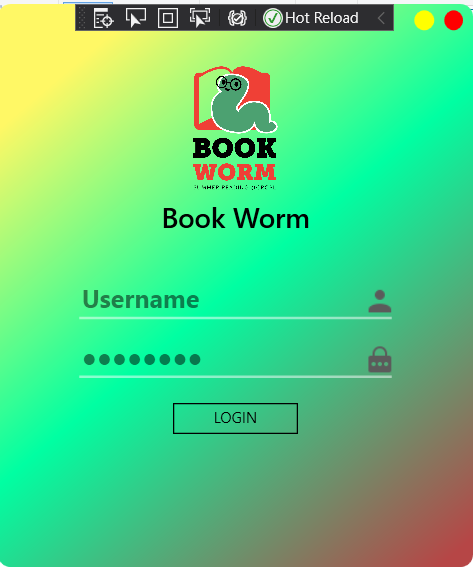 Hot Reload
BOOK
WORM
Book Worm
Username
••••••••
LOGIN